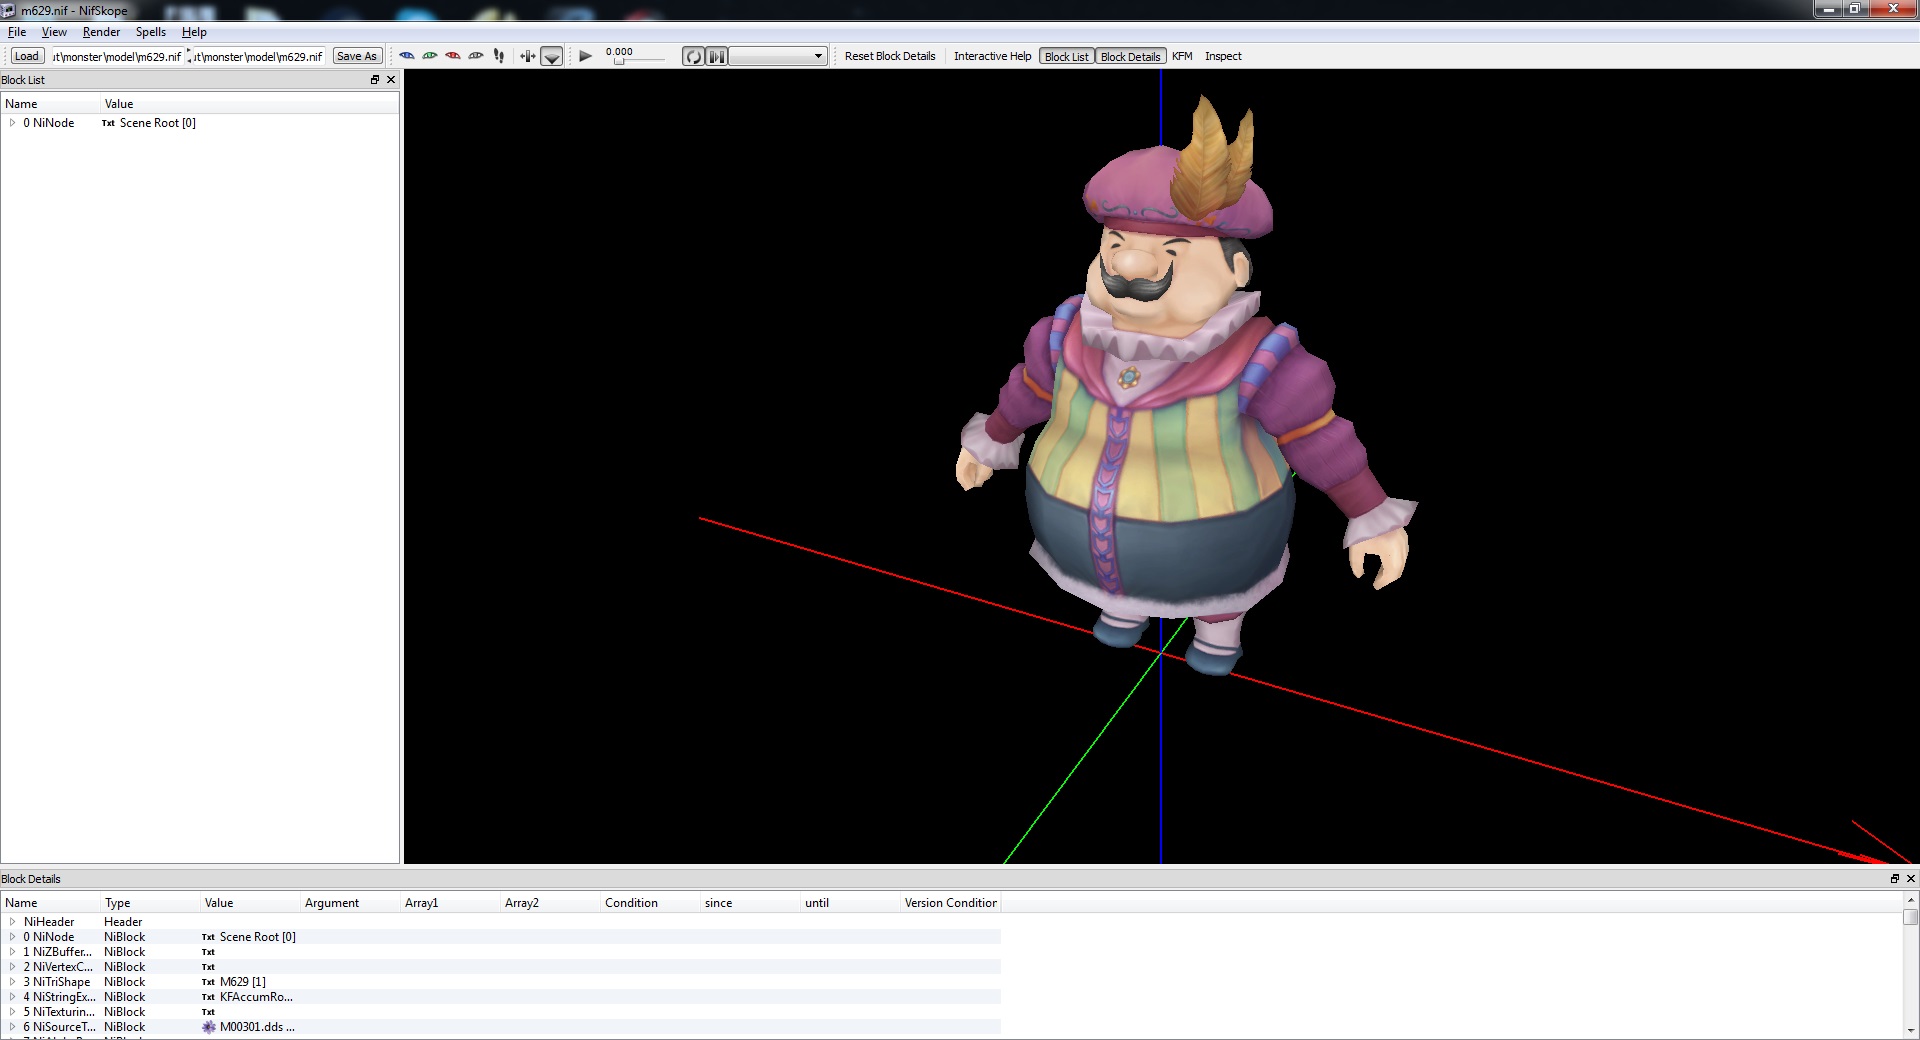 m629.nif - NifSkope
File View Render Spells Help
Load ut\monster\model\m629.nif ut\monster\model\m629.nif Save As 0.000 Reset Block Details Interactive Help Block List Block Details KFM Inspect
Block List
Name Value
0 NiNode Txt Scene Root [0]
Block Details
Name Type Value Argument Array1 Array2 Condition since until Version Condition
NiHeader Header
0 NiNode NiBlock Txt Scene Root [0]
1 NiZBuffer... NiBlock Txt
2 NiVertexC... NiBlock Txt
3 NiTriShape NiBlock Txt M629 [1]
4 NiStringEx... NiBlock Txt KFAccumRo...
5 NiTexturin... NiBlock Txt
6 NiSourceT... NiBlock M00301.dds ...